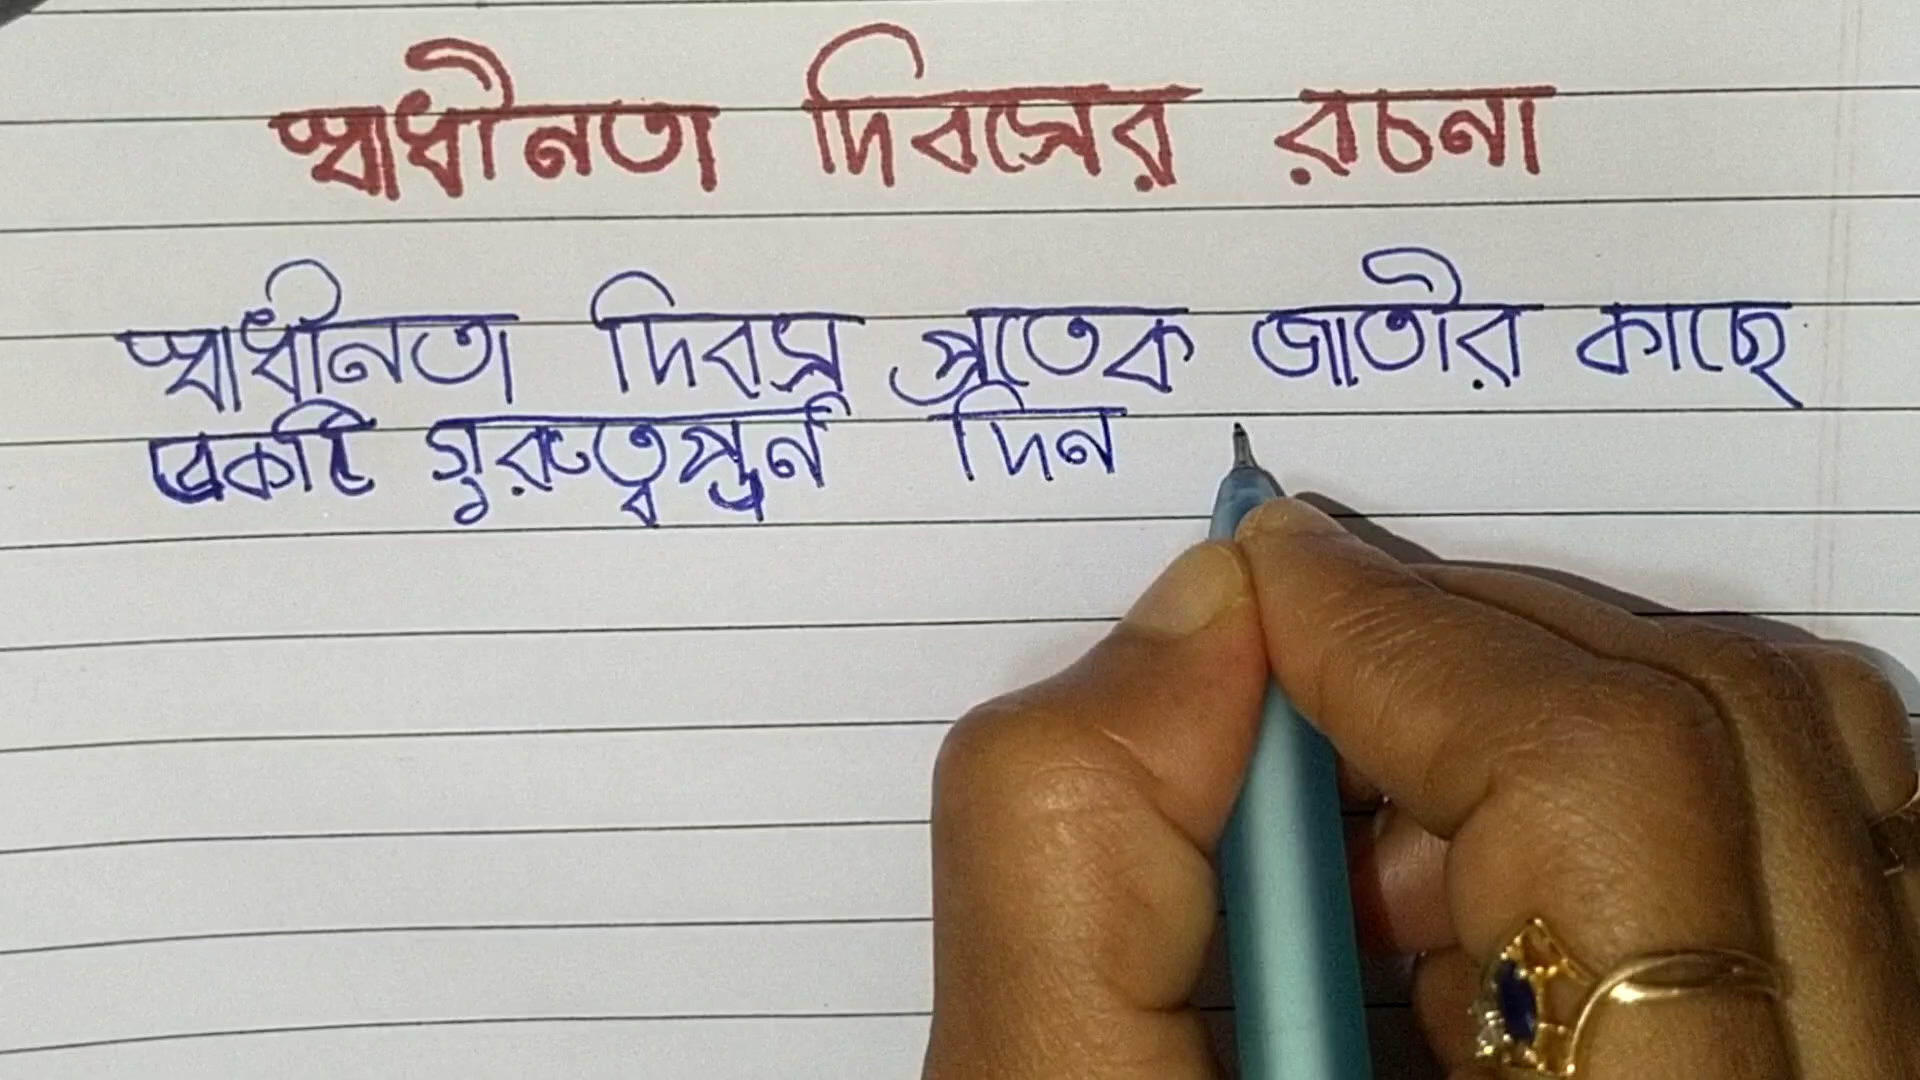 স্বাধীনতা দিবসের রচনা
স্বাধীনতা দিবস প্রতেক জাতীর কাছে
একটি গুরুত্বপূর্ন দিন